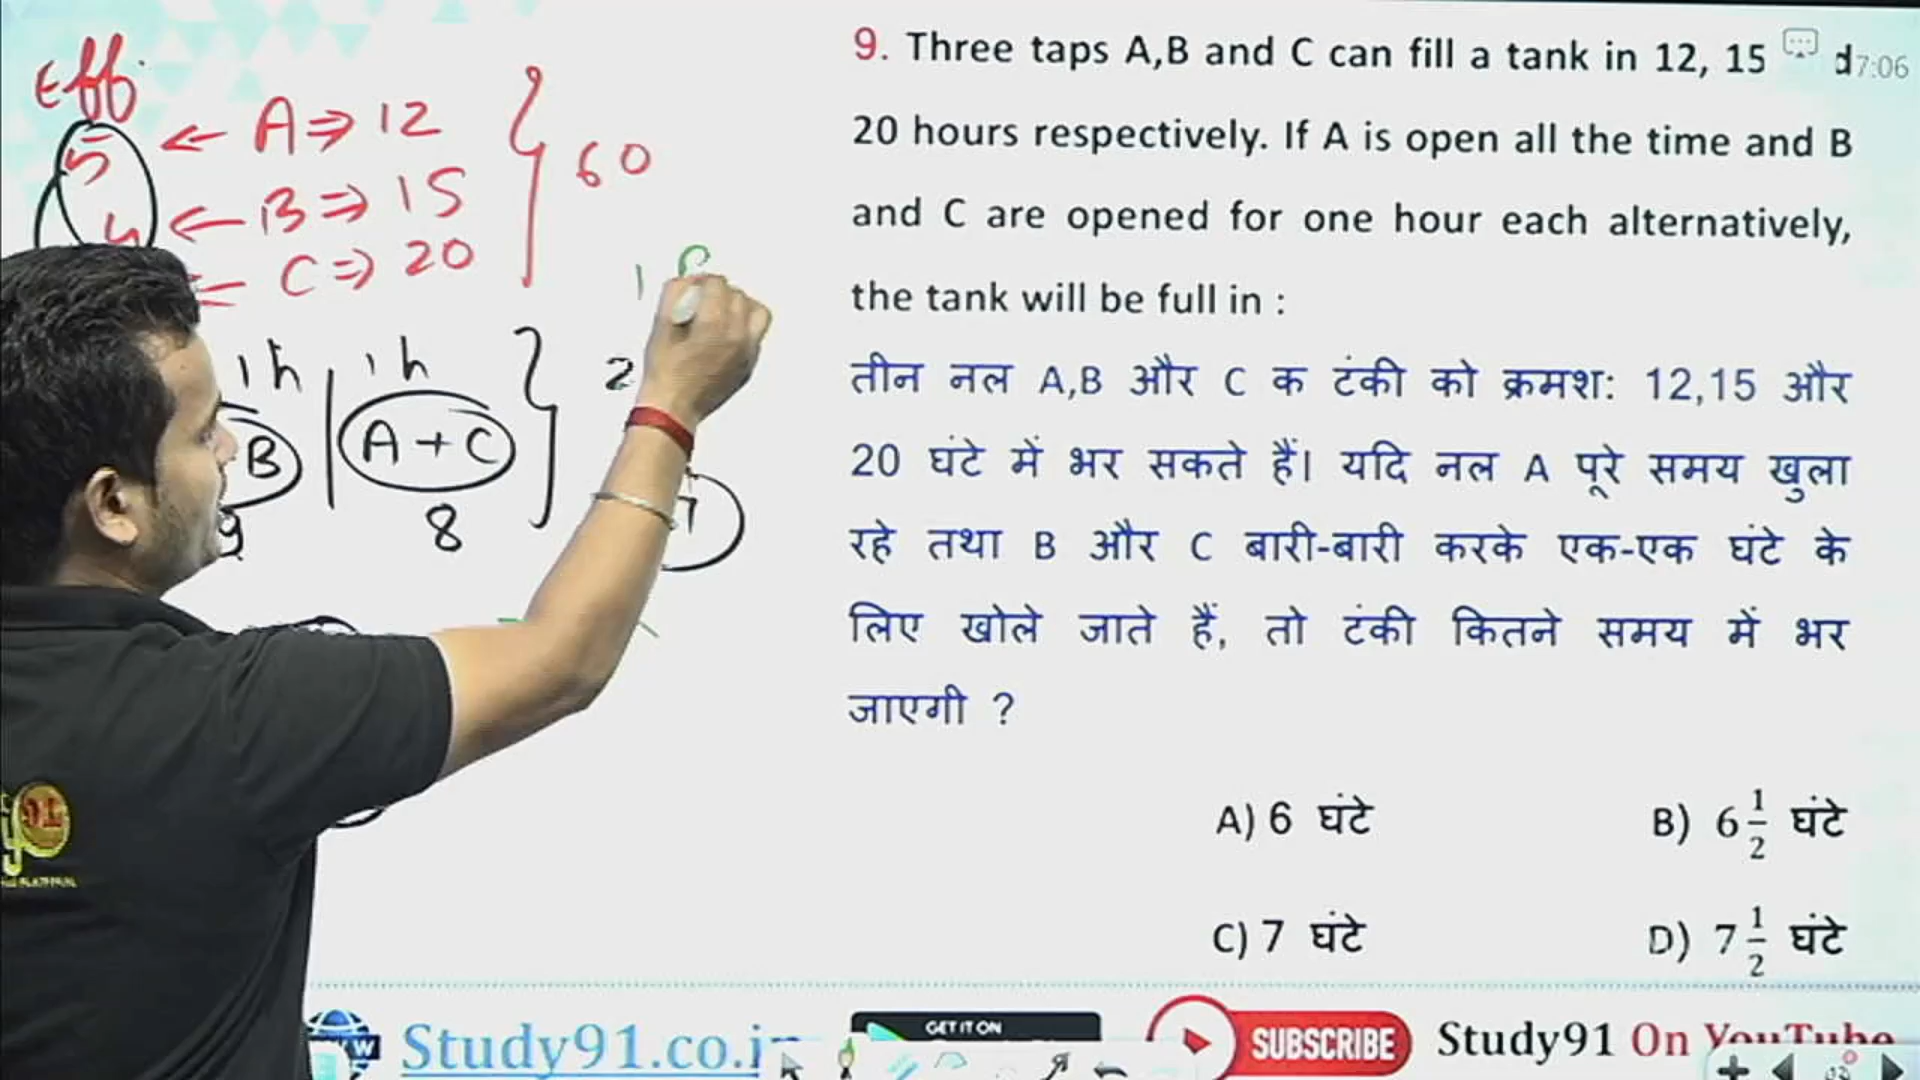 Eff.
5 ← A ⇒ 12
4 ← B ⇒ 15
← C ⇒ 20
60
1h | 1h
B | A + C
9 8
2
17
9. Three taps A,B and C can fill a tank in 12, 15 d
7:06
20 hours respectively. If A is open all the time and B
and C are opened for one hour each alternatively,
the tank will be full in :
तीन नल A,B और C क टंकी को क्रमश: 12,15 और
20 घंटे में भर सकते हैं। यदि नल A पूरे समय खुला
रहे तथा B और C बारी-बारी करके एक-एक घंटे के
लिए खोले जाते हैं, तो टंकी कितने समय में भर
जाएगी ?
A) 6 घंटे B) 6 1/2 घंटे
C) 7 घंटे D) 7 1/2 घंटे
Study91.co.i
GET IT ON
SUBSCRIBE
Study91 On YouTube